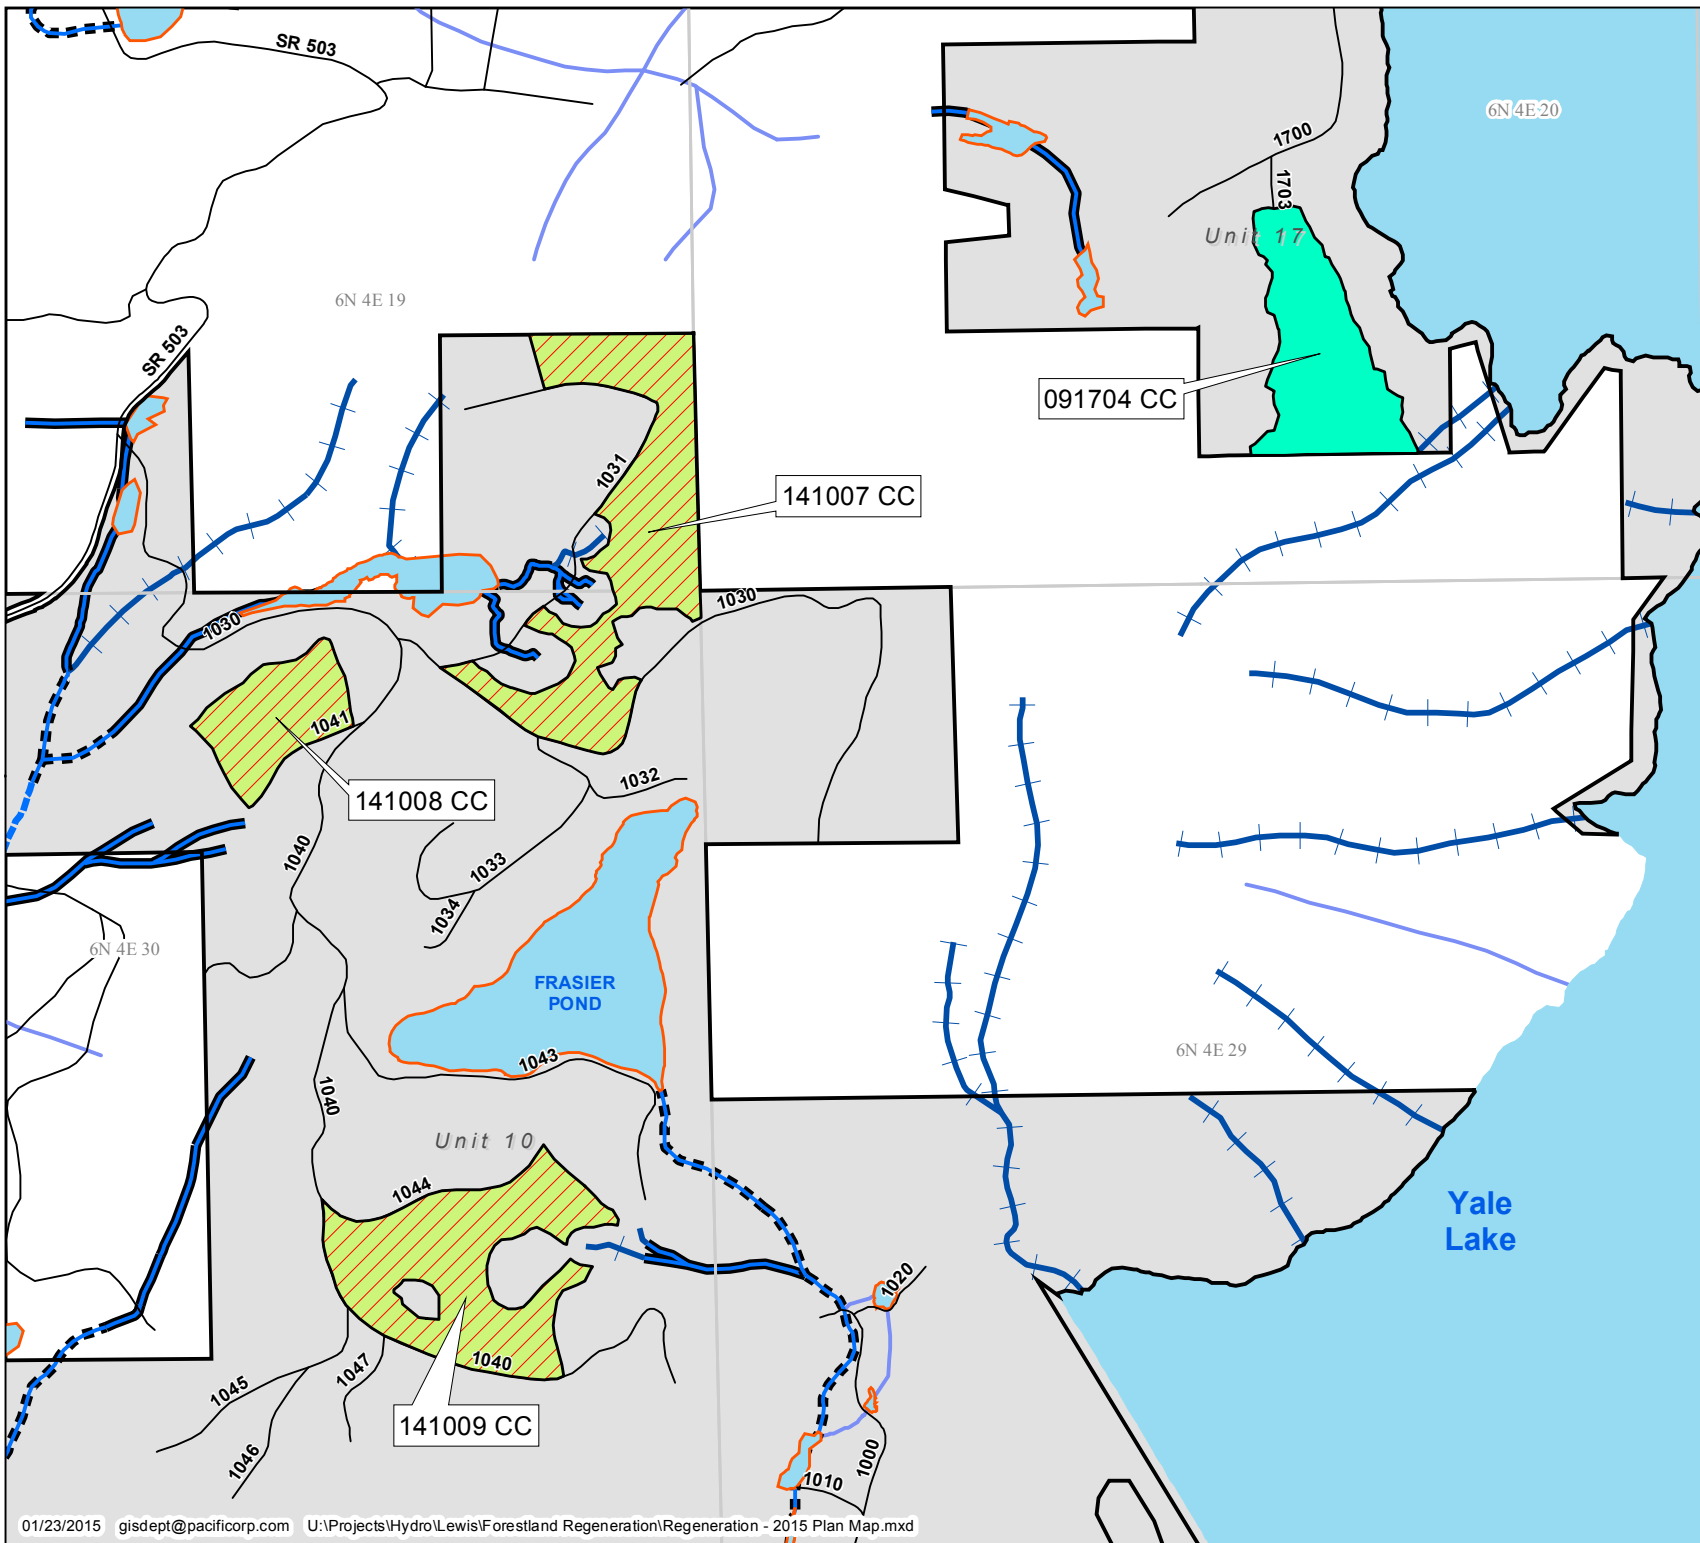 SR 503
6N 4E 20
1700
1703
Unit 17
6N 4E 19
SR 503
091704 CC
1031
141007 CC
1030
1030
1041
1032
141008 CC
1040
1033
1034
6N 4E 30
FRASIER
POND
1043
6N 4E 29
1040
Unit 10
1044
Yale
Lake
1020
1040
1047
1045
141009 CC
1046
1000
1010
01/23/2015 gisdept@pacificorp.com U:\Projects\Hydro\Lewis\Forestland Regeneration\Regeneration - 2015 Plan Map.mxd